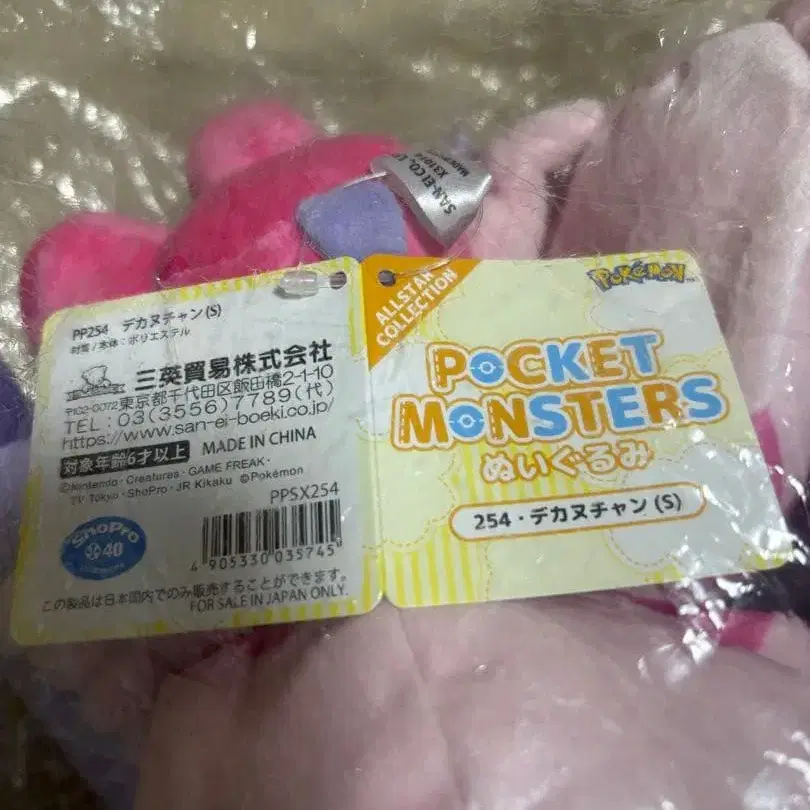 SAN-EI CO., LT
PP254 デカヌチャン(S)
材質/本体:ポリエステル
三英貿易株式会社
〒102-0072 東京都千代田区飯田橋2-1-10
TEL:03(3556)7789(代)
https://www.san-ei-boeki.co.jp/
対象年齢6才以上 MADE IN CHINA
©Nintendo・Creatures・GAME FREAK・
TV Tokyo・ShoPro・JR Kikaku ©Pokémon
PPSX254
ShoPro
40
4 905330 035745
この製品は日本国内でのみ販売することができます。
FOR SALE IN JAPAN ONLY.
ALLSTAR
COLLECTION
POKÉMON
POCKET
MONSTERS
ぬいぐるみ
254・デカヌチャン(S)